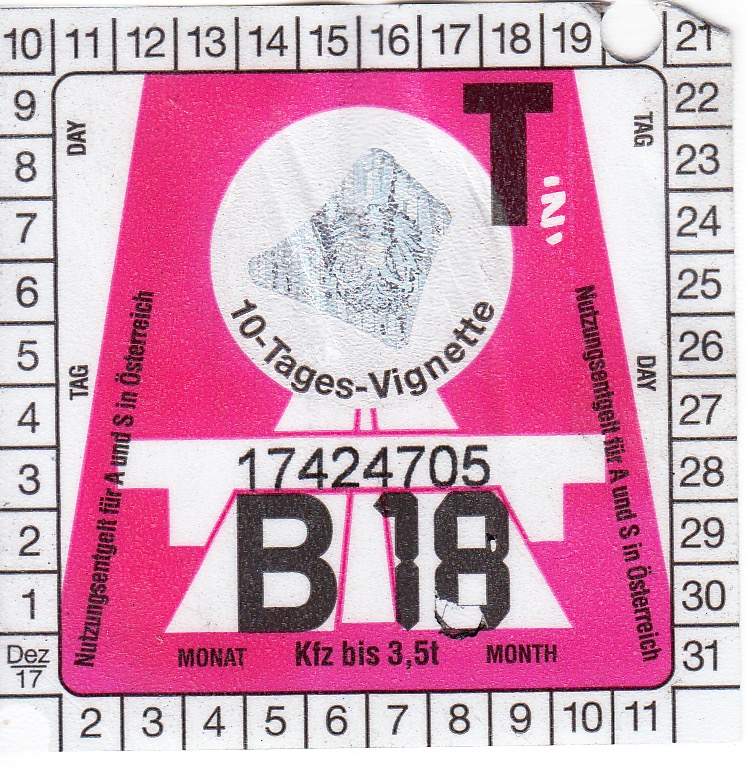 10 11 12 13 14 15 16 17 18 19 21
9 22
8 23
7 24
6 25
5 26
4 27
3 28
2 29
1 30
Dez 17 31
2 3 4 5 6 7 8 9 10 11
DAY
TAG
TAG
DAY
T
'N'
10-Tages-Vignette
Nutzungsentgelt für A und S in Österreich
Nutzungsentgelt für A und S in Österreich
17424705
B 18
MONAT Kfz bis 3,5t MONTH